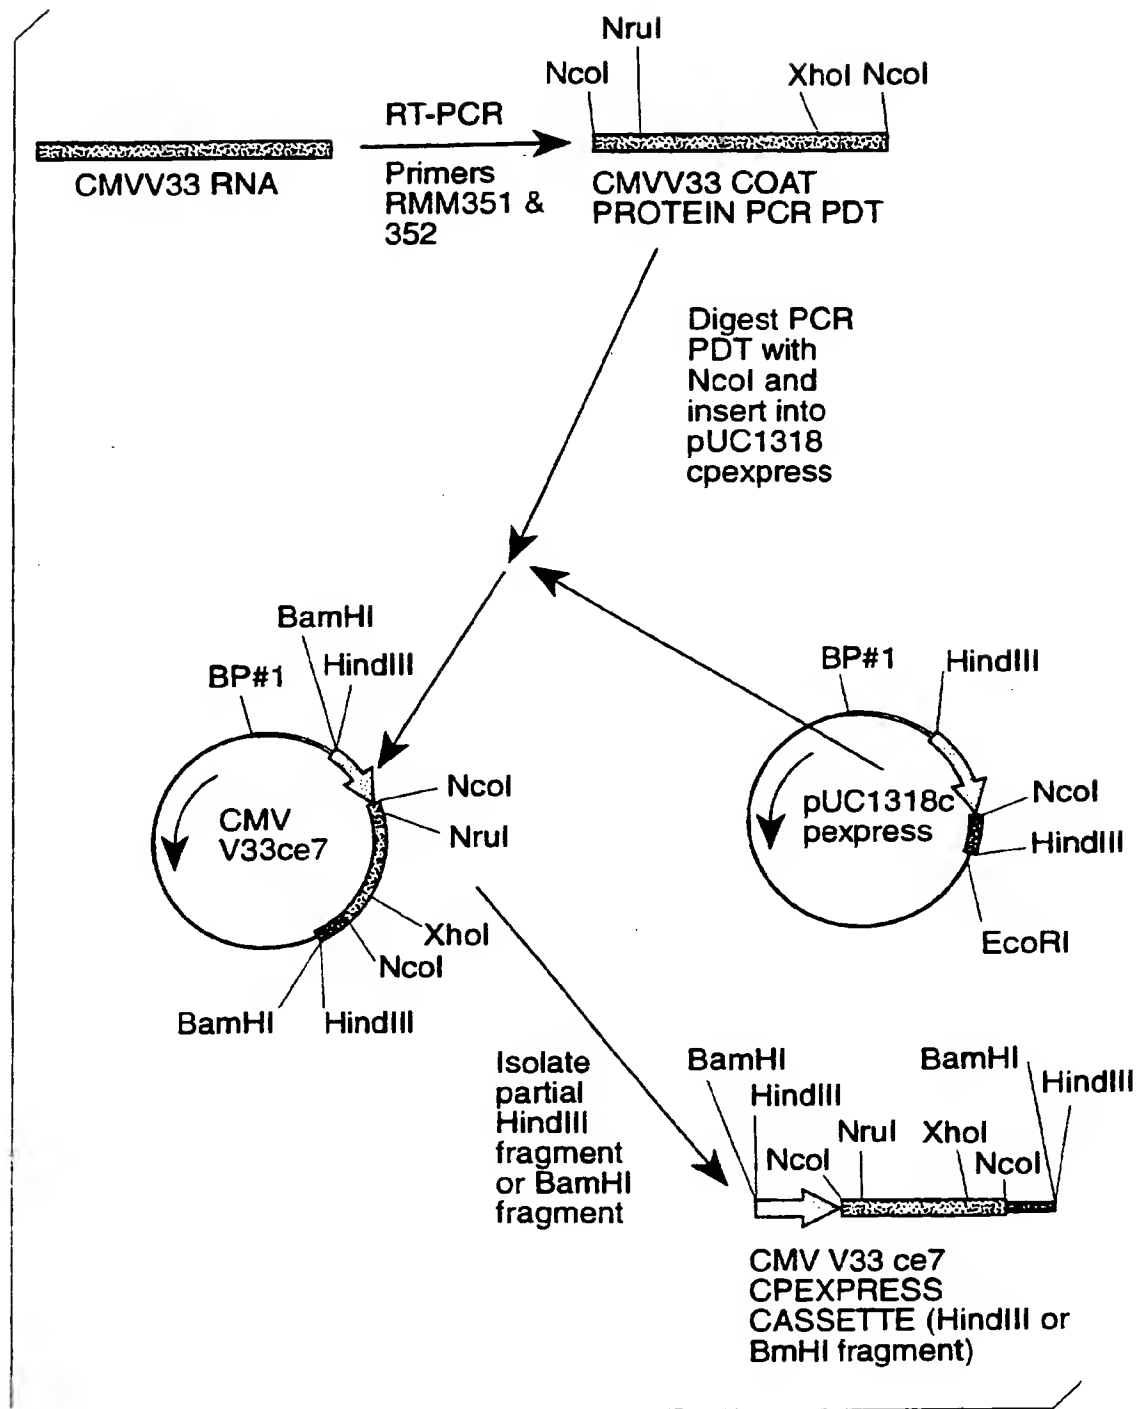 NruI
NcoI
XhoI NcoI
RT-PCR
CMVV33 RNA
Primers
RMM351 &
352
CMVV33 COAT
PROTEIN PCR PDT
Digest PCR
PDT with
NcoI and
insert into
pUC1318
cpexpress
BamHI
HindIII
BP#1
CMV
V33ce7
NcoI
NruI
XhoI
NcoI
BamHI
HindIII
BP#1
HindIII
pUC1318c
pexpress
NcoI
HindIII
EcoRI
Isolate
partial
HindIII
fragment
or BamHI
fragment
BamHI
HindIII
NcoI
NruI
XhoI
NcoI
BamHI
HindIII
CMV V33 ce7
CPEXPRESS
CASSETTE (HindIII or
BmHI fragment)